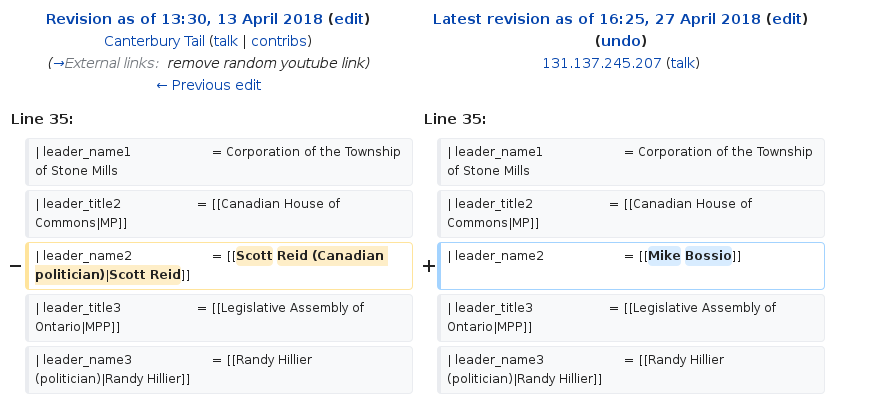 Revision as of 13:30, 13 April 2018 (edit)
Canterbury Tail (talk | contribs)
(→External links: remove random youtube link)
← Previous edit
Latest revision as of 16:25, 27 April 2018 (edit)
(undo)
131.137.245.207 (talk)
Line 35:
Line 35:
| leader_name1 = Corporation of the Township
of Stone Mills
| leader_name1 = Corporation of the Township
of Stone Mills
| leader_title2 = [[Canadian House of
Commons|MP]]
| leader_title2 = [[Canadian House of
Commons|MP]]
− | leader_name2 = [[Scott Reid (Canadian
politician)|Scott Reid]]
+ | leader_name2 = [[Mike Bossio]]
| leader_title3 = [[Legislative Assembly of
Ontario|MPP]]
| leader_title3 = [[Legislative Assembly of
Ontario|MPP]]
| leader_name3 = [[Randy Hillier
(politician)|Randy Hillier]]
| leader_name3 = [[Randy Hillier
(politician)|Randy Hillier]]